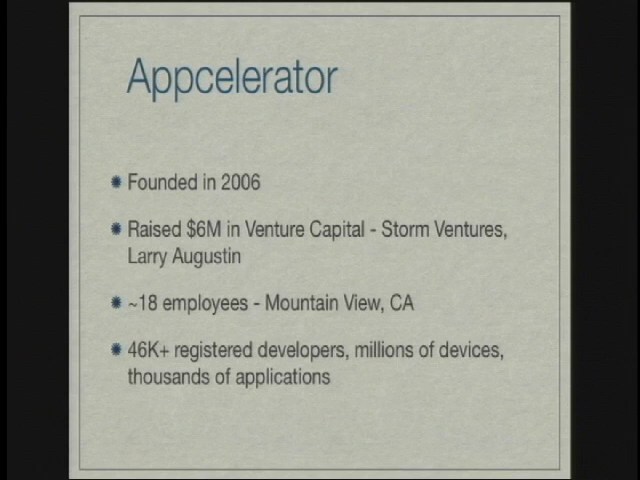 Appcelerator
Founded in 2006
Raised $6M in Venture Capital - Storm Ventures,
Larry Augustin
~18 employees - Mountain View, CA
46K+ registered developers, millions of devices,
thousands of applications